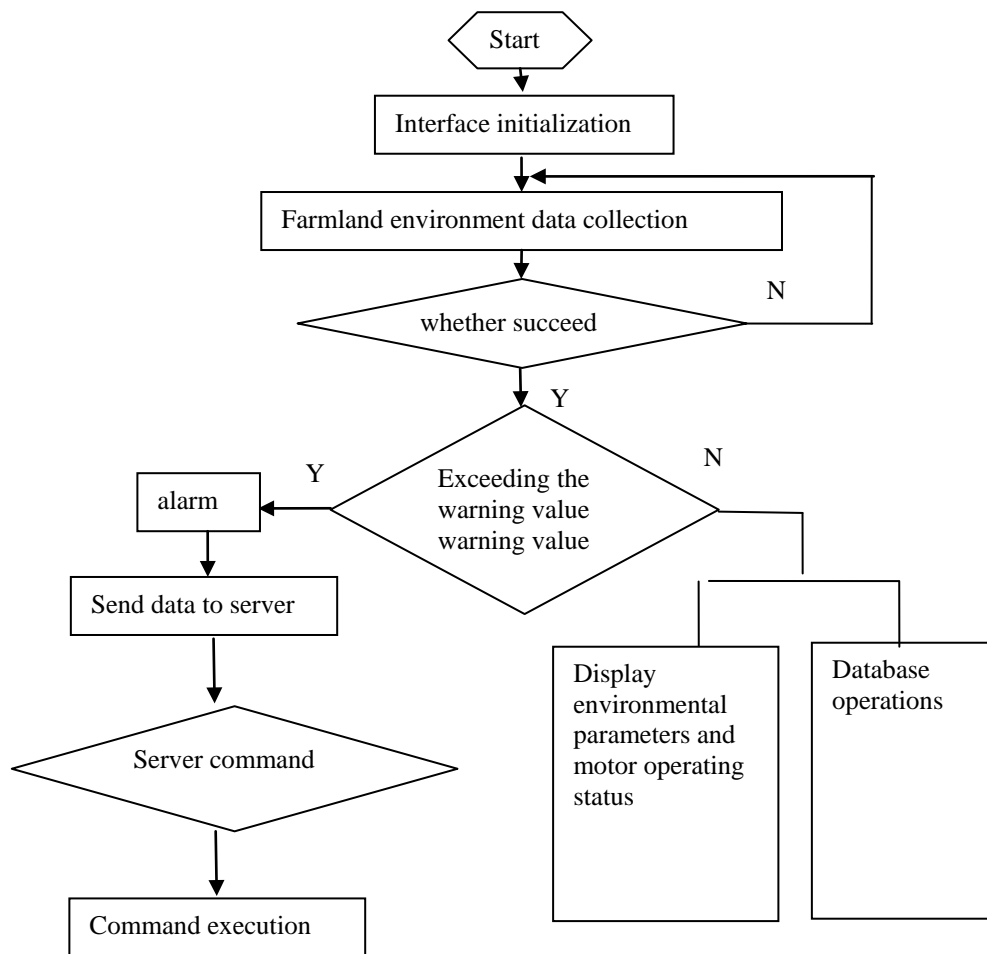 Start
Interface initialization
Farmland environment data collection
N
whether succeed
Y
Y
N
Exceeding the
warning value
warning value
alarm
Send data to server
Display
environmental
parameters and
motor operating
status
Database
operations
Server command
Command execution